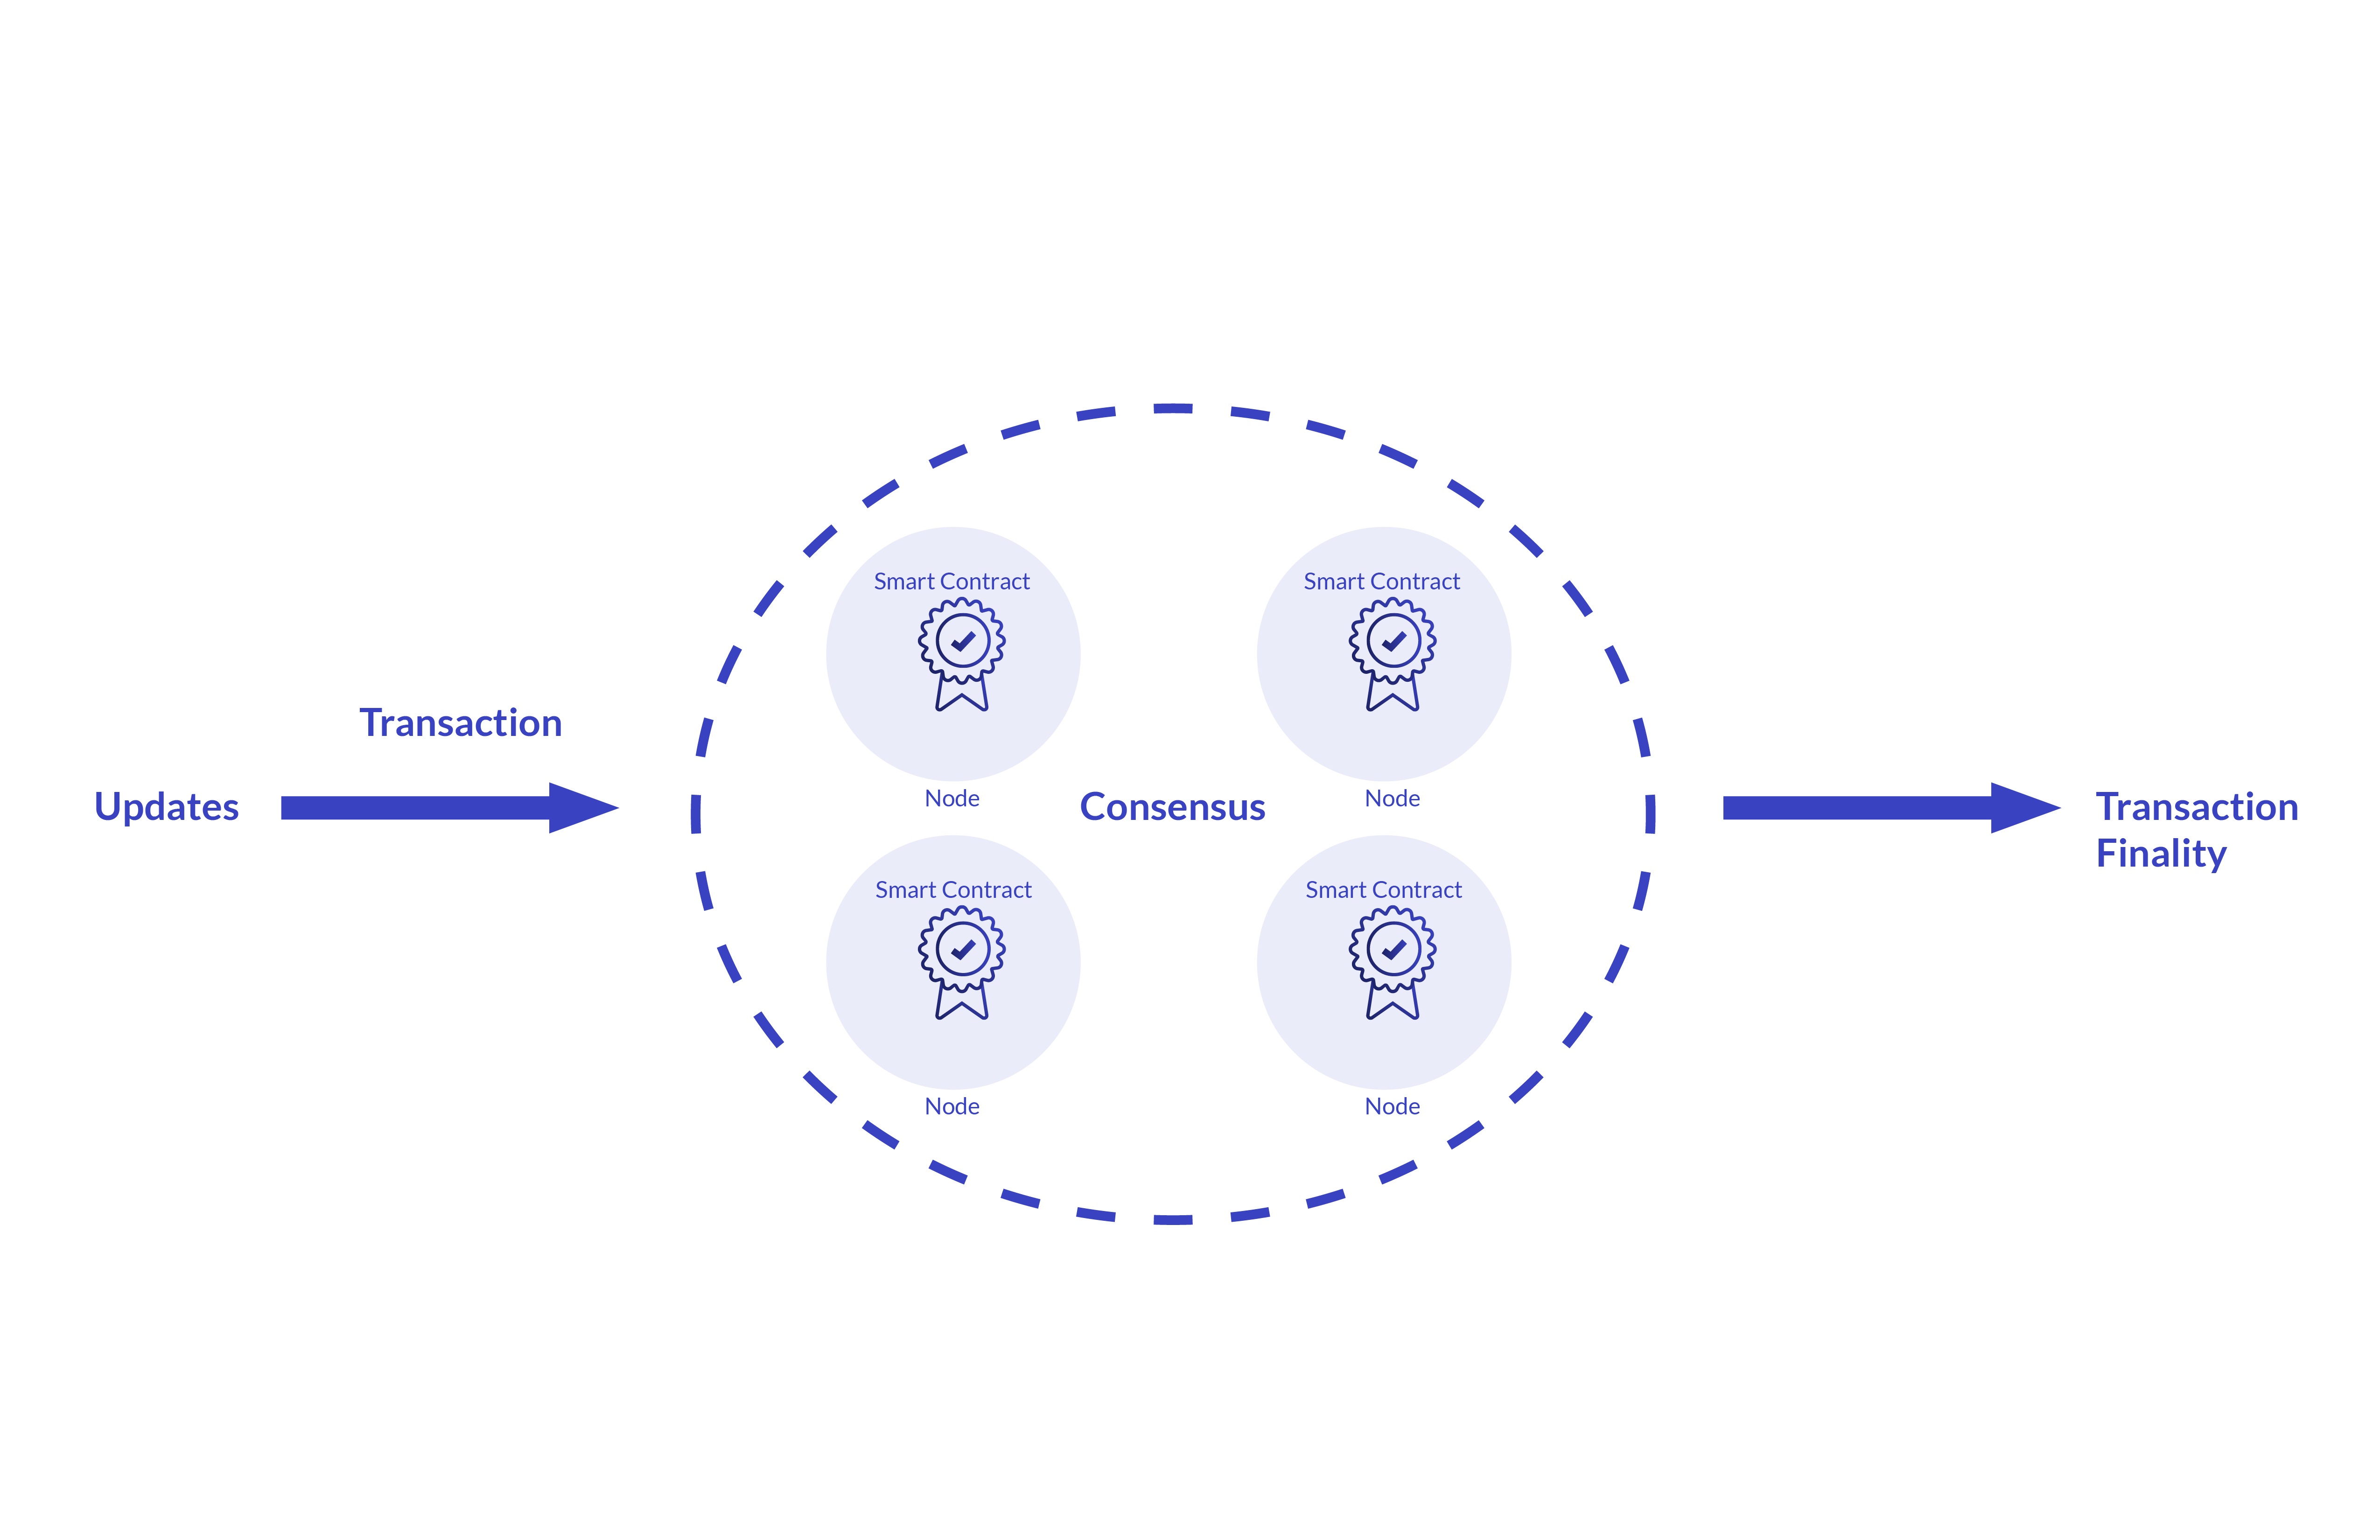 Updates
Transaction
Smart Contract
Node
Smart Contract
Node
Consensus
Smart Contract
Node
Smart Contract
Node
Transaction
Finality